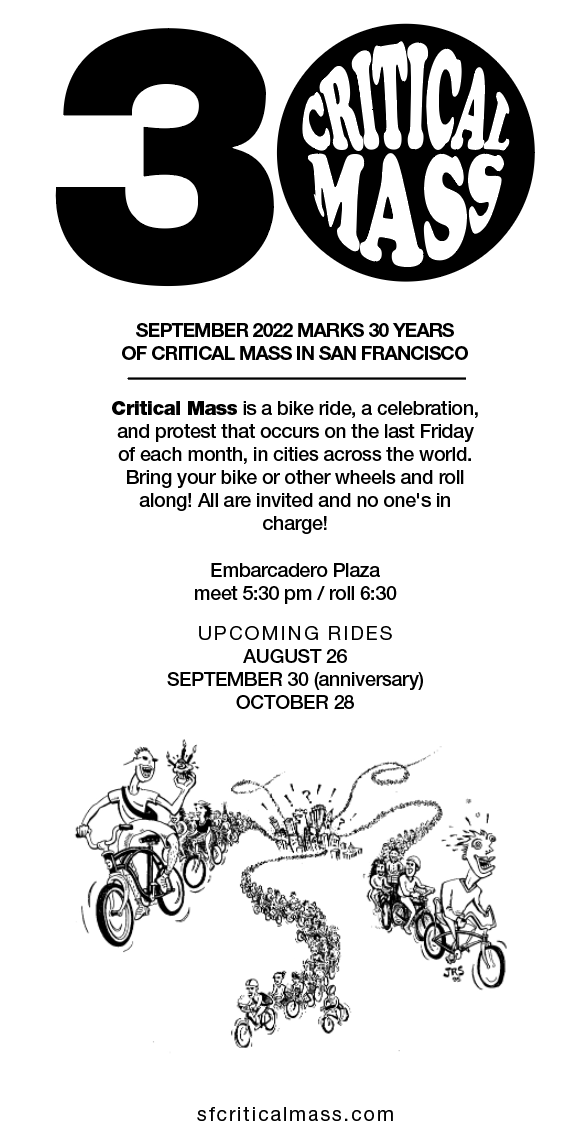 30
CRITICAL
MASS
SEPTEMBER 2022 MARKS 30 YEARS
OF CRITICAL MASS IN SAN FRANCISCO
Critical Mass is a bike ride, a celebration,
and protest that occurs on the last Friday
of each month, in cities across the world.
Bring your bike or other wheels and roll
along! All are invited and no one's in
charge!
Embarcadero Plaza
meet 5:30 pm / roll 6:30
UPCOMING RIDES
AUGUST 26
SEPTEMBER 30 (anniversary)
OCTOBER 28
! ? ! ! ?
JRS
sfcriticalmass.com